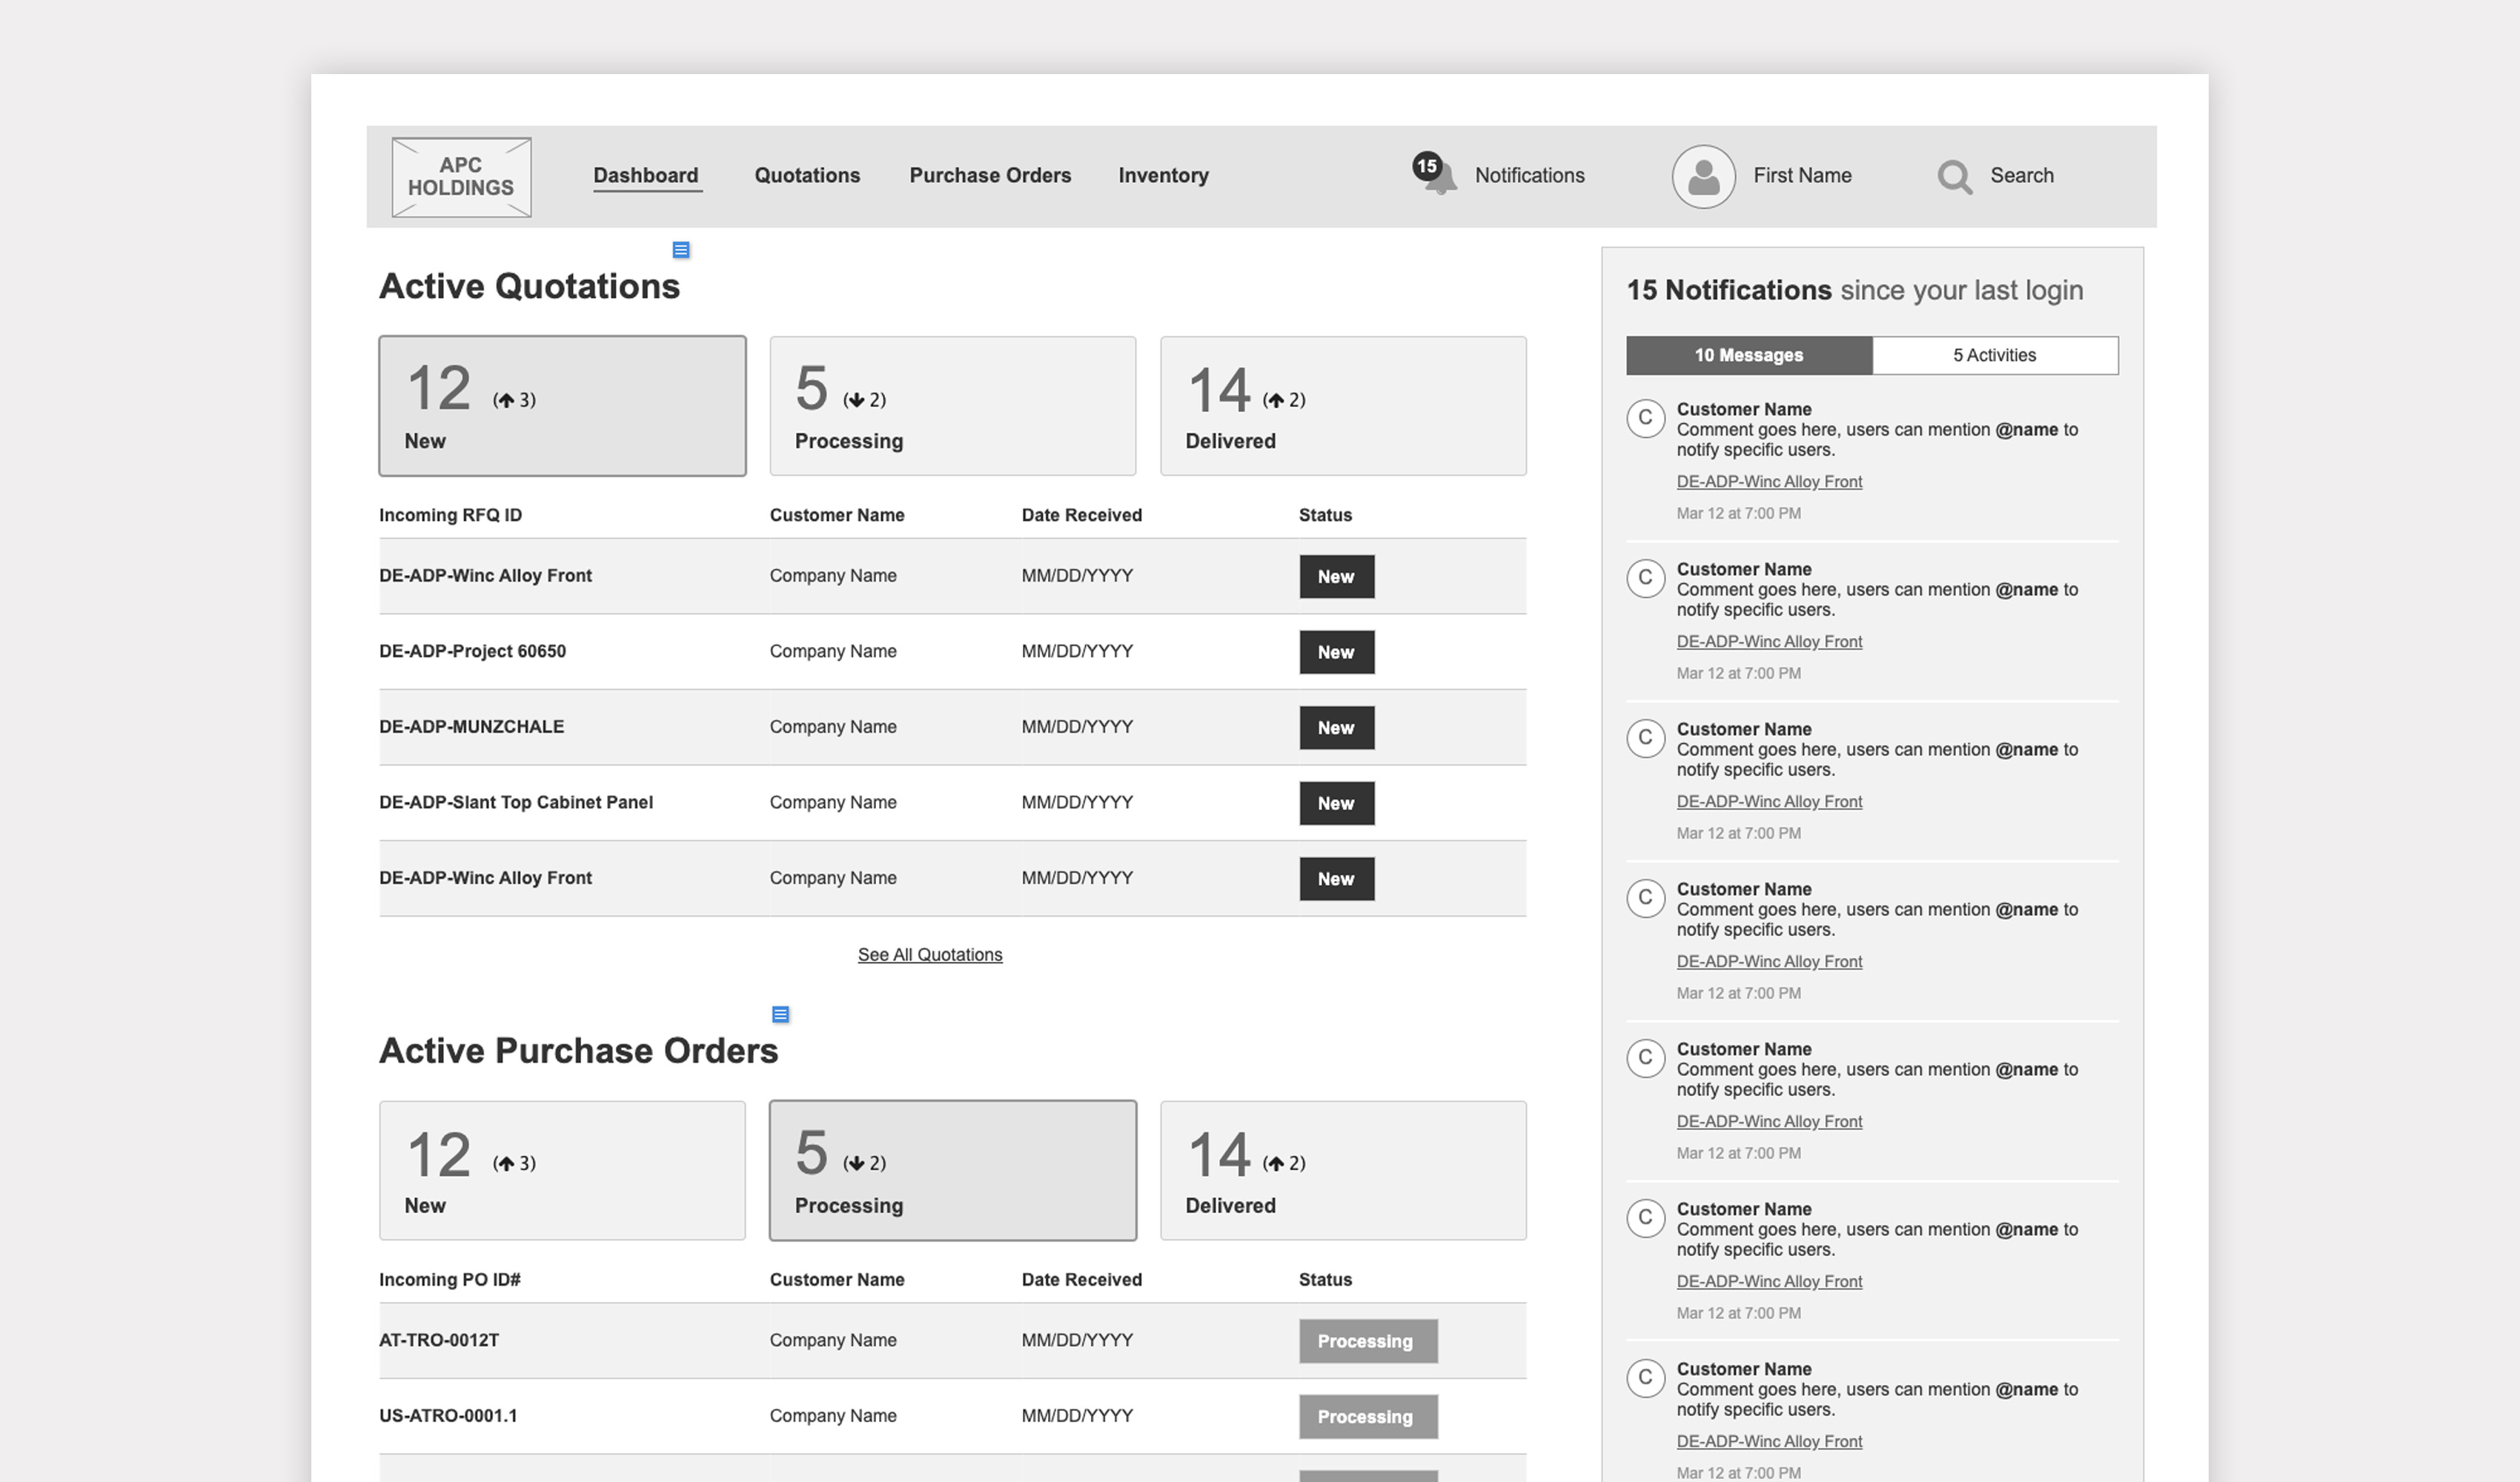 APC
HOLDINGS
Dashboard
Quotations
Purchase Orders
Inventory
15
Notifications
First Name
Search
Active Quotations
12 (↑ 3)
New
5 (↓ 2)
Processing
14 (↑ 2)
Delivered
Incoming RFQ ID Customer Name Date Received Status
DE-ADP-Winc Alloy Front Company Name MM/DD/YYYY New
DE-ADP-Project 60650 Company Name MM/DD/YYYY New
DE-ADP-MUNZCHALE Company Name MM/DD/YYYY New
DE-ADP-Slant Top Cabinet Panel Company Name MM/DD/YYYY New
DE-ADP-Winc Alloy Front Company Name MM/DD/YYYY New
See All Quotations
Active Purchase Orders
12 (↑ 3)
New
5 (↓ 2)
Processing
14 (↑ 2)
Delivered
Incoming PO ID# Customer Name Date Received Status
AT-TRO-0012T Company Name MM/DD/YYYY Processing
US-ATRO-0001.1 Company Name MM/DD/YYYY Processing
15 Notifications since your last login
10 Messages
5 Activities
C
Customer Name
Comment goes here, users can mention @name to
notify specific users.
DE-ADP-Winc Alloy Front
Mar 12 at 7:00 PM
C
Customer Name
Comment goes here, users can mention @name to
notify specific users.
DE-ADP-Winc Alloy Front
Mar 12 at 7:00 PM
C
Customer Name
Comment goes here, users can mention @name to
notify specific users.
DE-ADP-Winc Alloy Front
Mar 12 at 7:00 PM
C
Customer Name
Comment goes here, users can mention @name to
notify specific users.
DE-ADP-Winc Alloy Front
Mar 12 at 7:00 PM
C
Customer Name
Comment goes here, users can mention @name to
notify specific users.
DE-ADP-Winc Alloy Front
Mar 12 at 7:00 PM
C
Customer Name
Comment goes here, users can mention @name to
notify specific users.
DE-ADP-Winc Alloy Front
Mar 12 at 7:00 PM
C
Customer Name
Comment goes here, users can mention @name to
notify specific users.
DE-ADP-Winc Alloy Front
Mar 12 at 7:00 PM